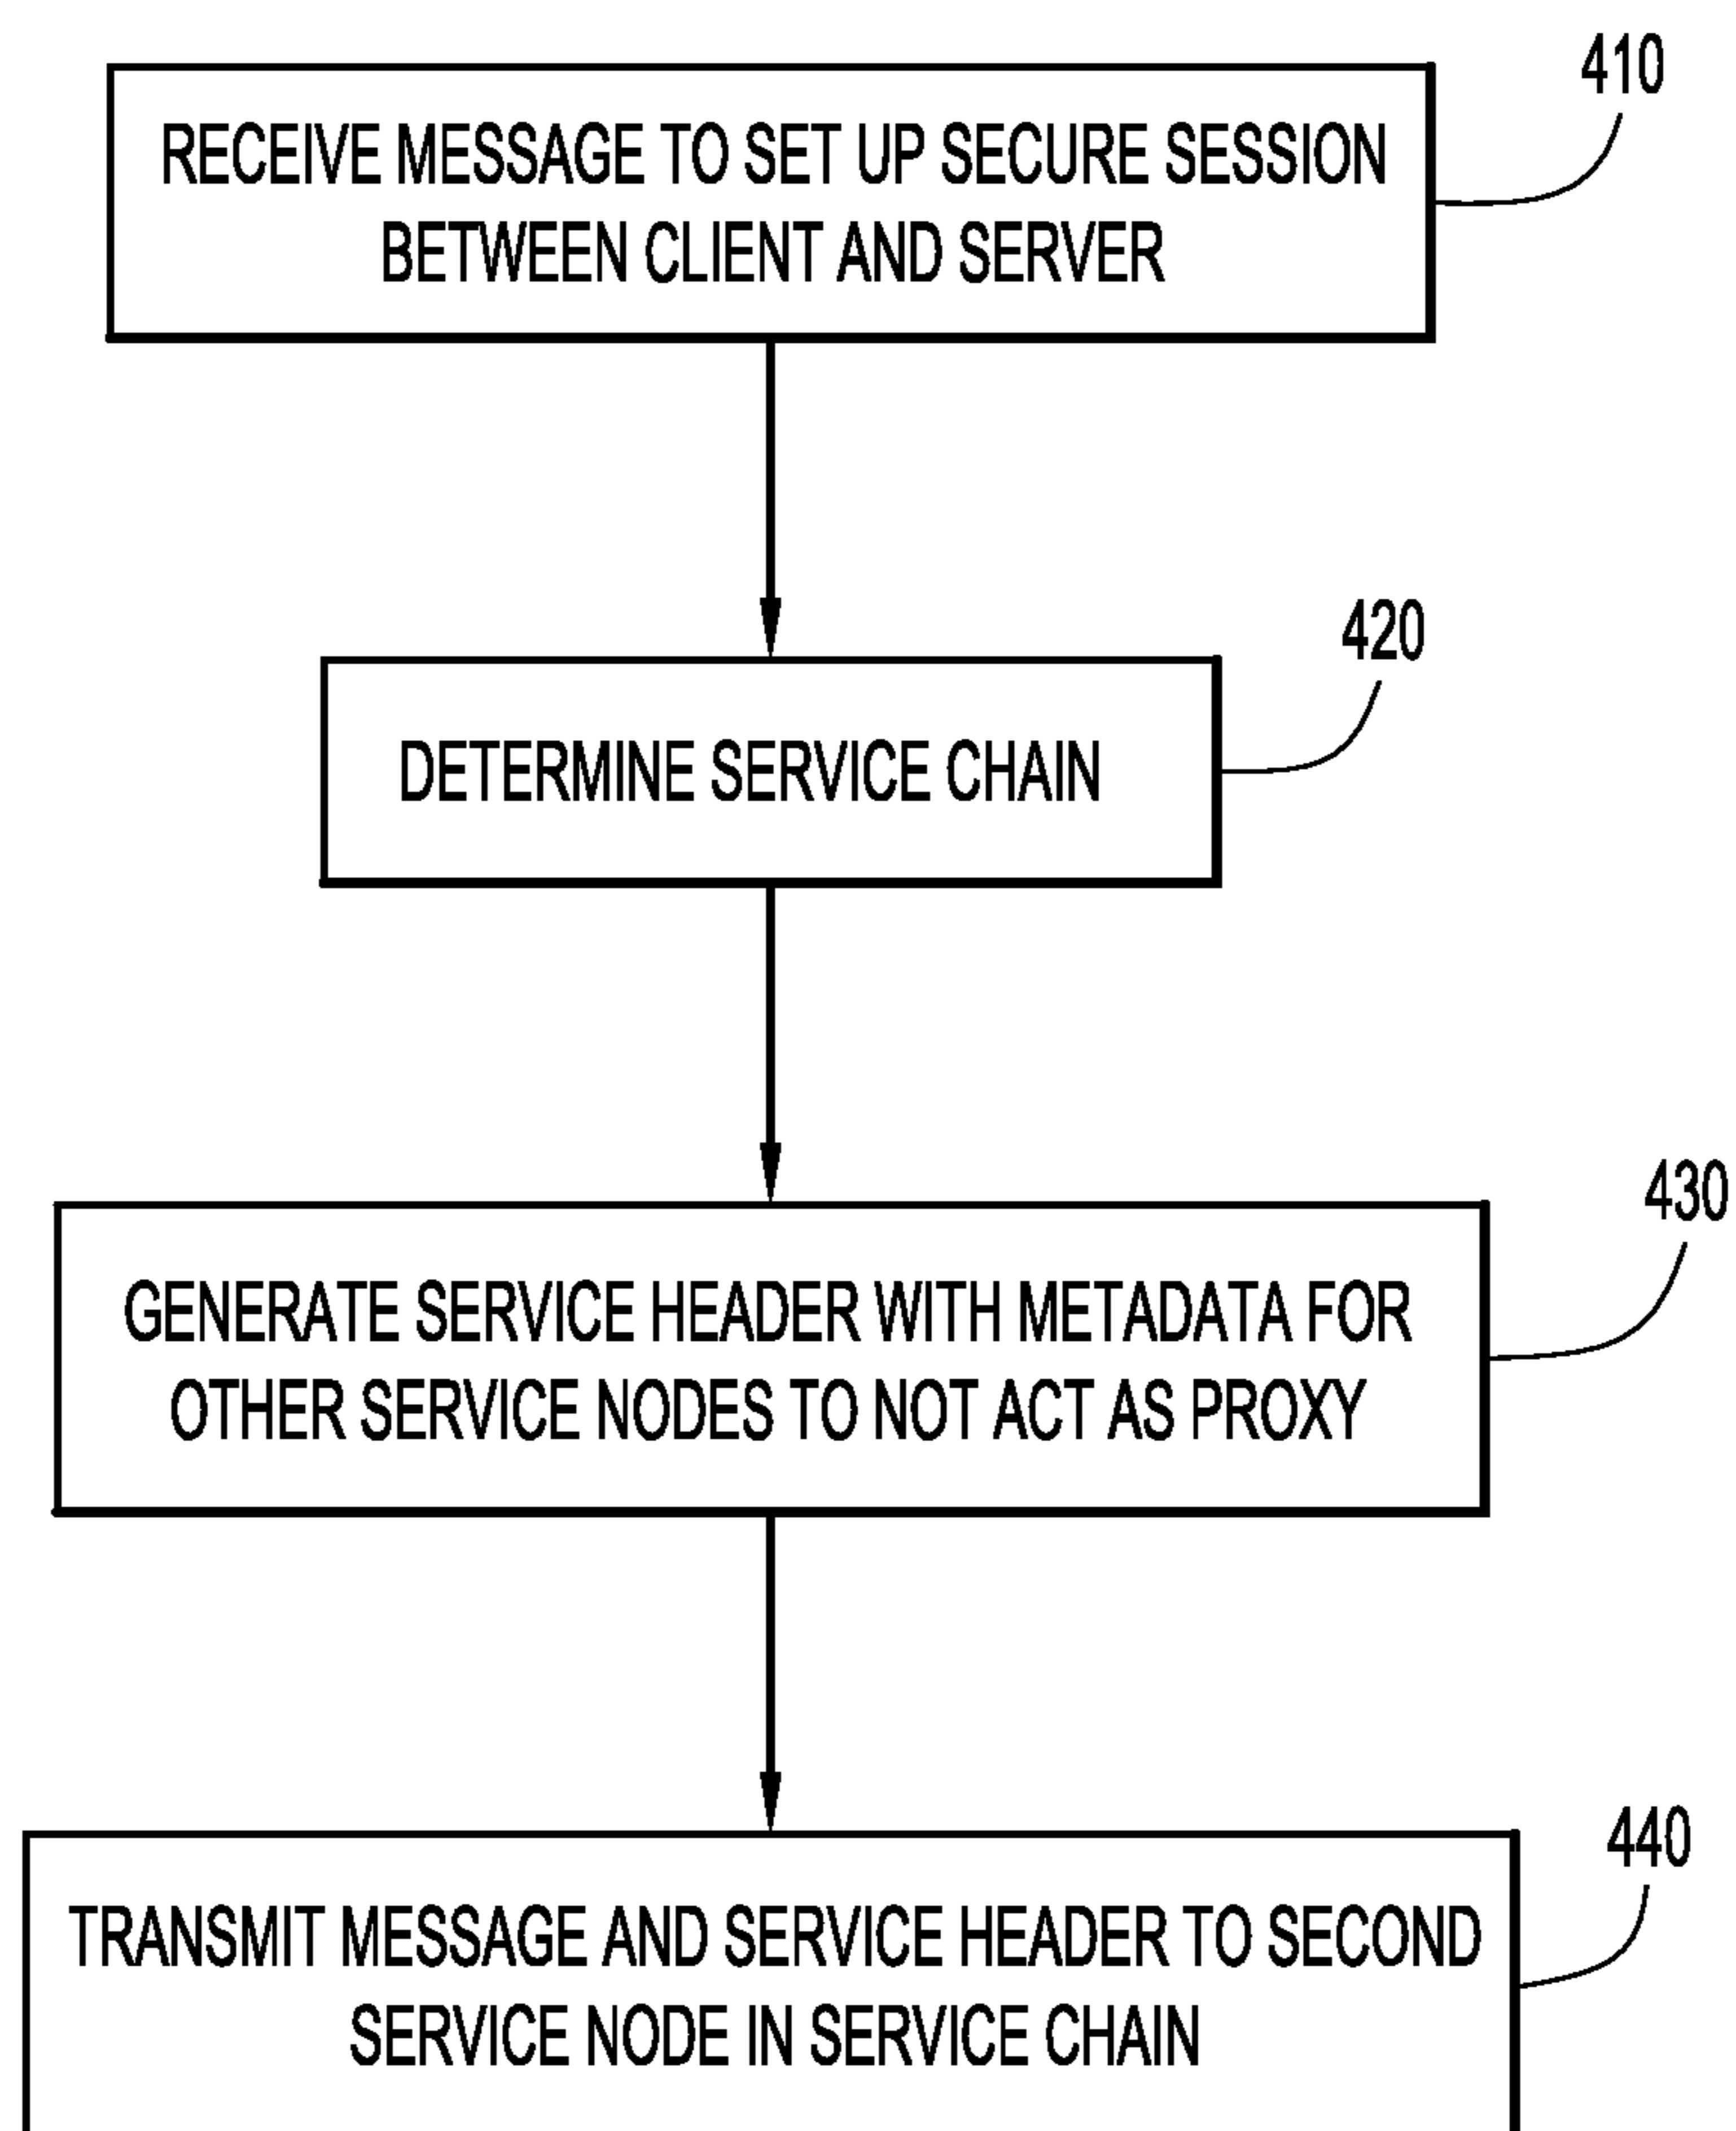 410
RECEIVE MESSAGE TO SET UP SECURE SESSION
BETWEEN CLIENT AND SERVER
420
DETERMINE SERVICE CHAIN
430
GENERATE SERVICE HEADER WITH METADATA FOR
OTHER SERVICE NODES TO NOT ACT AS PROXY
440
TRANSMIT MESSAGE AND SERVICE HEADER TO SECOND
SERVICE NODE IN SERVICE CHAIN